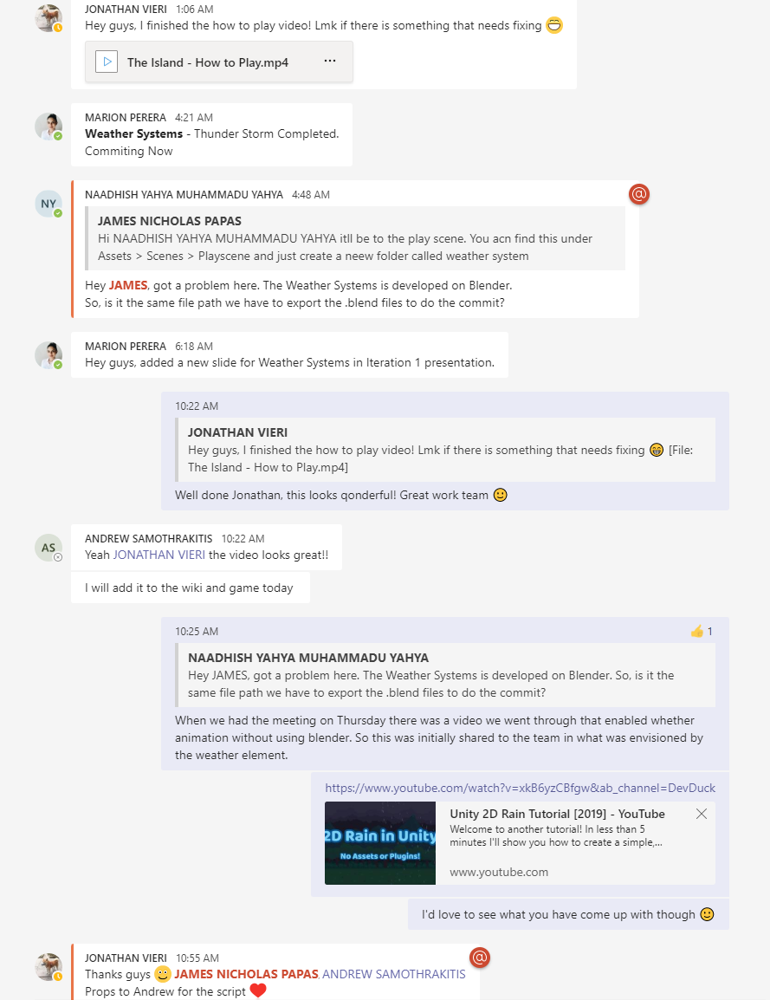 JONATHAN VIERI 1:06 AM
Hey guys, I finished the how to play video! Lmk if there is something that needs fixing 😁
The Island - How to Play.mp4 ...
MARION PERERA 4:21 AM
Weather Systems - Thunder Storm Completed.
Commiting Now
NAADHISH YAHYA MUHAMMADU YAHYA 4:48 AM
@
NY
JAMES NICHOLAS PAPAS
Hi NAADHISH YAHYA MUHAMMADU YAHYA itll be to the play scene. You acn find this under
Assets > Scenes > Playscene and just create a neew folder called weather system
Hey JAMES, got a problem here. The Weather Systems is developed on Blender.
So, is it the same file path we have to export the .blend files to do the commit?
MARION PERERA 6:18 AM
Hey guys, added a new slide for Weather Systems in Iteration 1 presentation.
10:22 AM
JONATHAN VIERI
Hey guys, I finished the how to play video! Lmk if there is something that needs fixing 😁 [File:
The Island - How to Play.mp4]
Well done Jonathan, this looks qonderful! Great work team 🙂
ANDREW SAMOTHRAKITIS 10:22 AM
AS
Yeah JONATHAN VIERI the video looks great!!
I will add it to the wiki and game today
10:25 AM 👍 1
NAADHISH YAHYA MUHAMMADU YAHYA
Hey JAMES, got a problem here. The Weather Systems is developed on Blender. So, is it the
same file path we have to export the .blend files to do the commit?
When we had the meeting on Thursday there was a video we went through that enabled whether
animation without using blender. So this was initially shared to the team in what was envisioned by
the weather element.
https://www.youtube.com/watch?v=xkB6yzCBfgw&ab_channel=DevDuck
Unity 2D Rain Tutorial [2019] - YouTube
Welcome to another tutorial! In less than 5
minutes I'll show you how to create a simple,...
www.youtube.com
2D Rain in Unity
No Assets or Plugins!
I'd love to see what you have come up with though 🙂
JONATHAN VIERI 10:55 AM
@
Thanks guys 🙂 JAMES NICHOLAS PAPAS, ANDREW SAMOTHRAKITIS
Props to Andrew for the script ❤️